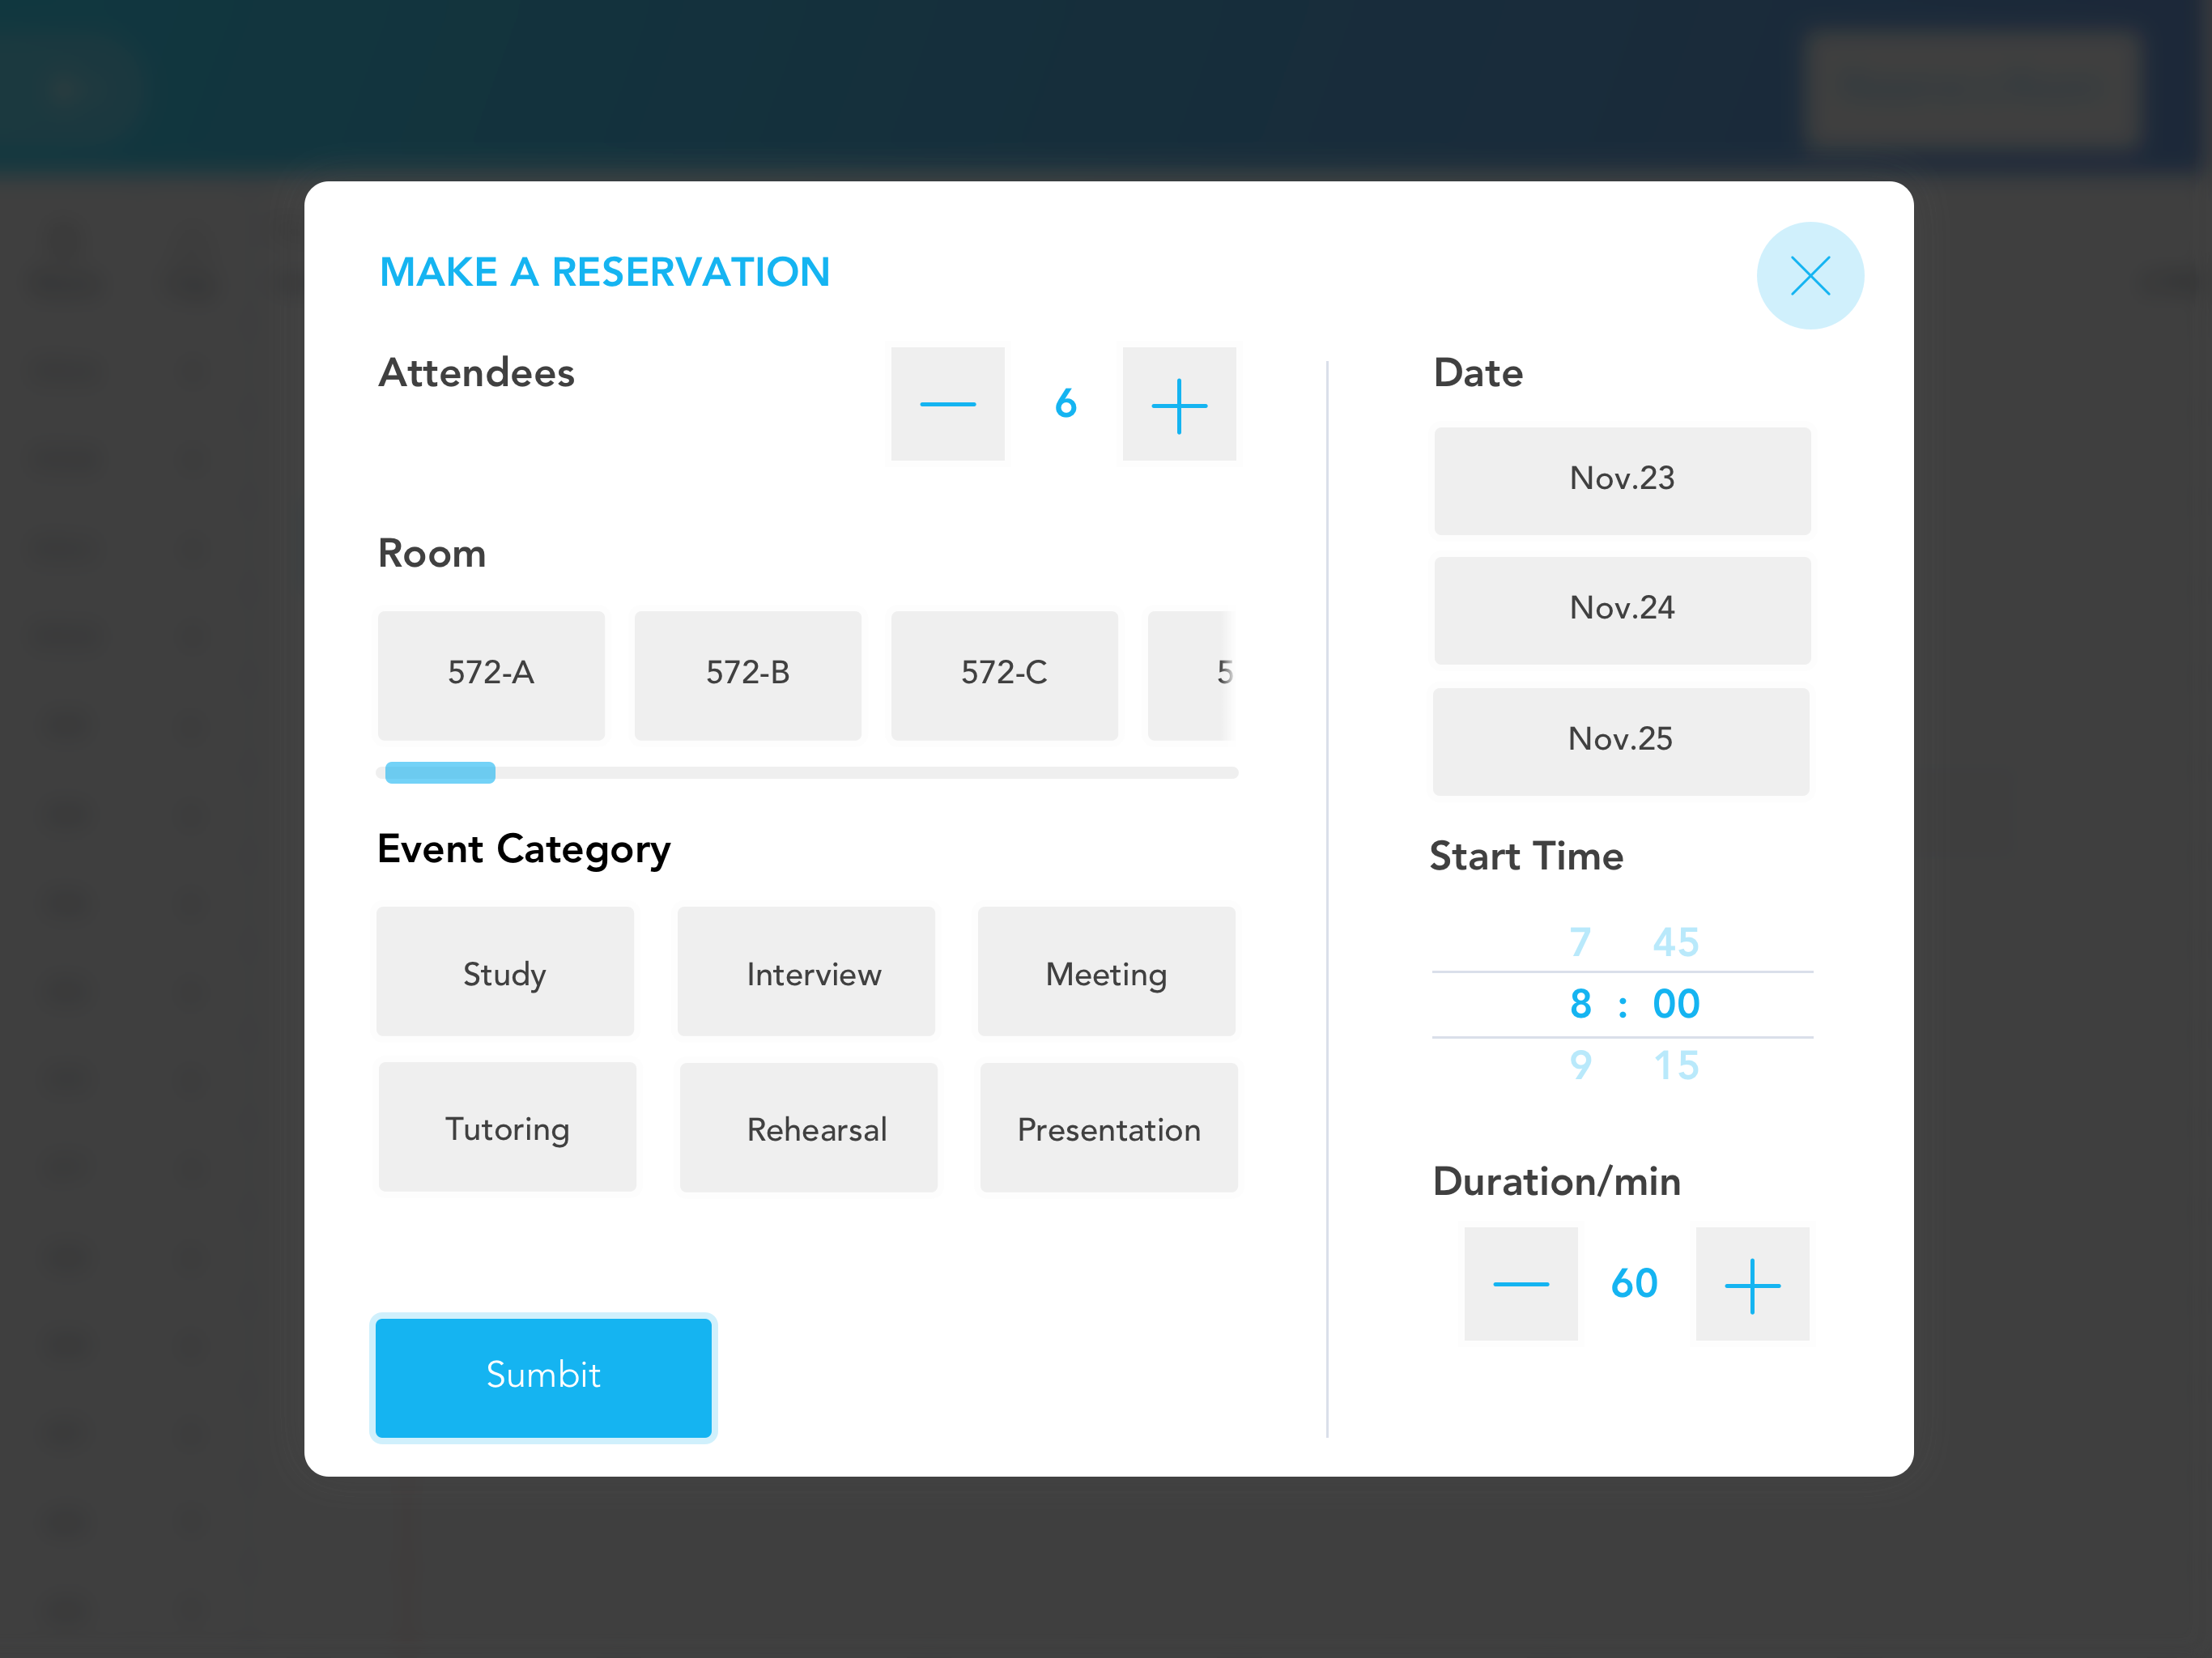 MAKE A RESERVATION
Attendees
6
Room
572-A
572-B
572-C
5
Event Category
Study
Interview
Meeting
Tutoring
Rehearsal
Presentation
Sumbit
Date
Nov.23
Nov.24
Nov.25
Start Time
7 45
8 : 00
9 15
Duration/min
60